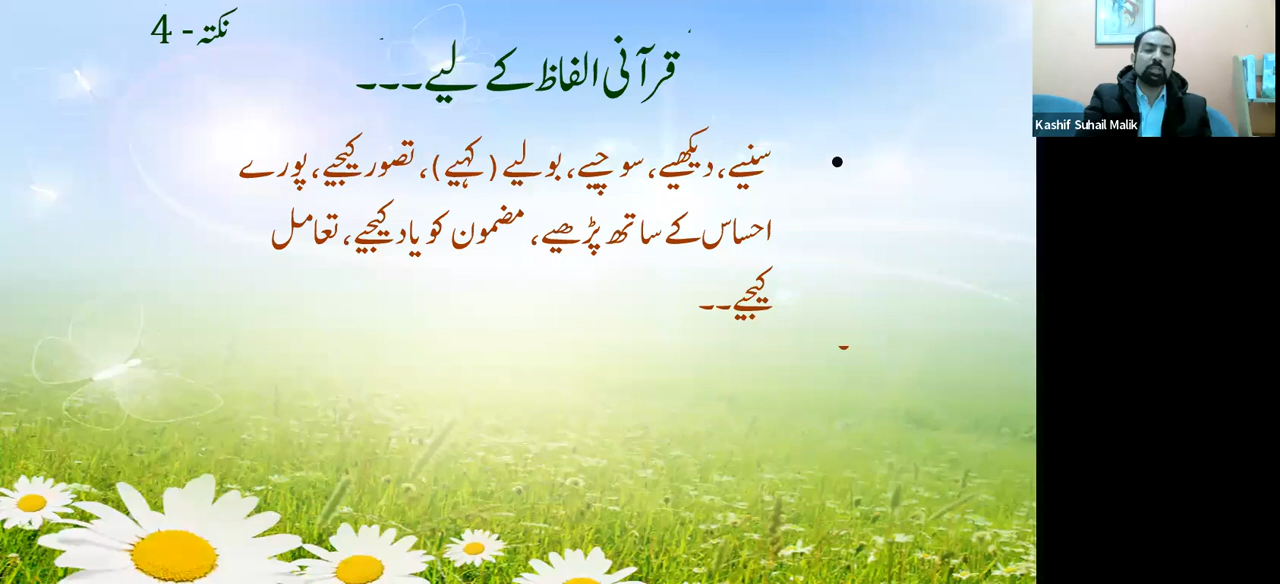 نکتہ - 4
قرآنی الفاظ کے لیے۔۔۔
• سنیے، دیکھیے، سوچیے، بولیے (کہیے)، تصور کیجیے، پورے
احساس کے ساتھ پڑھیے، مضمون کو یاد کیجیے، تعامل
کیجیے۔۔
Kashif Suhail Malik